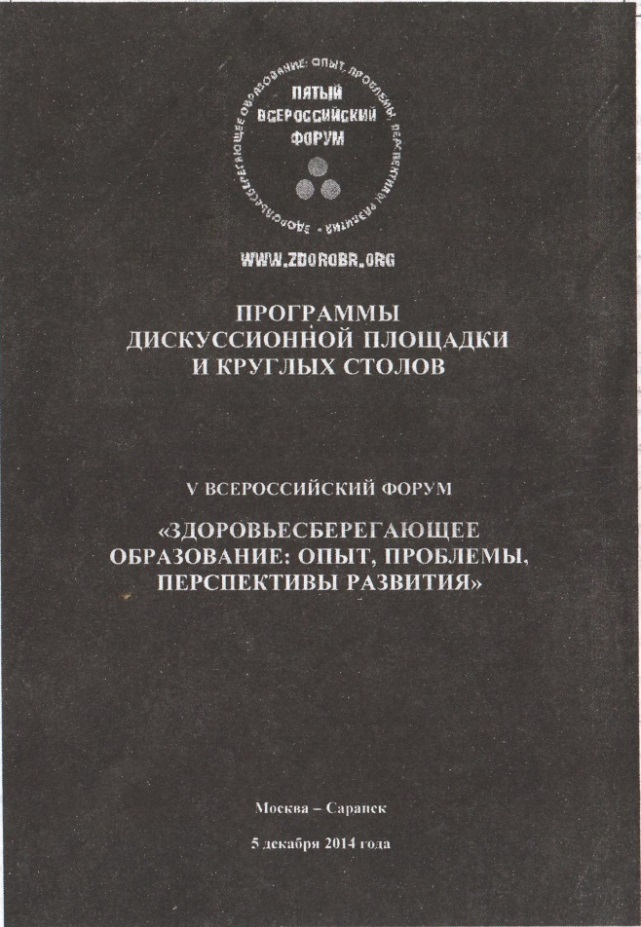 ЗДОРОВЬЕСБЕРЕГАЮЩЕЕ ОБРАЗОВАНИЕ: ОПЫТ, ПРОБЛЕМЫ, ПЕРСПЕКТИВЫ РАЗВИТИЯ •
ПЯТЫЙ
ВСЕРОССИЙСКИЙ
ФОРУМ
WWW.ZDOROBR.ORG
ПРОГРАММЫ
ДИСКУССИОННОЙ ПЛОЩАДКИ
И КРУГЛЫХ СТОЛОВ
V ВСЕРОССИЙСКИЙ ФОРУМ
«ЗДОРОВЬЕСБЕРЕГАЮЩЕЕ
ОБРАЗОВАНИЕ: ОПЫТ, ПРОБЛЕМЫ,
ПЕРСПЕКТИВЫ РАЗВИТИЯ»
Москва – Саранск
5 декабря 2014 года